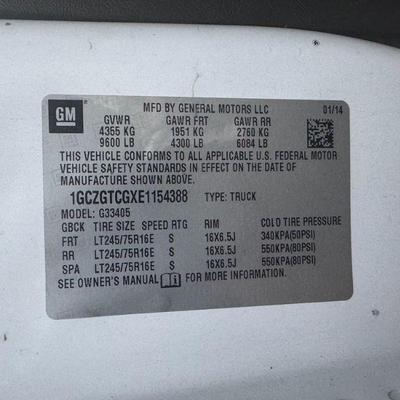 GM
MFD BY GENERAL MOTORS LLC 01/14
GVWR GAWR FRT GAWR RR
4355 KG 1951 KG 2760 KG
9600 LB 4300 LB 6084 LB
THIS VEHICLE CONFORMS TO ALL APPLICABLE U.S. FEDERAL MOTOR
VEHICLE SAFETY STANDARDS IN EFFECT ON THE DATE OF
MANUFACTURE SHOWN ABOVE.
1GCZGTCGXE1154388 TYPE: TRUCK
MODEL: G33405
GBCK TIRE SIZE SPEED RTG RIM COLD TIRE PRESSURE
FRT LT245/75R16E S 16X6.5J 340KPA(50PSI)
RR LT245/75R16E S 16X6.5J 550KPA(80PSI)
SPA LT245/75R16E S 16X6.5J 550KPA(80PSI)
SEE OWNER'S MANUAL FOR MORE INFORMATION